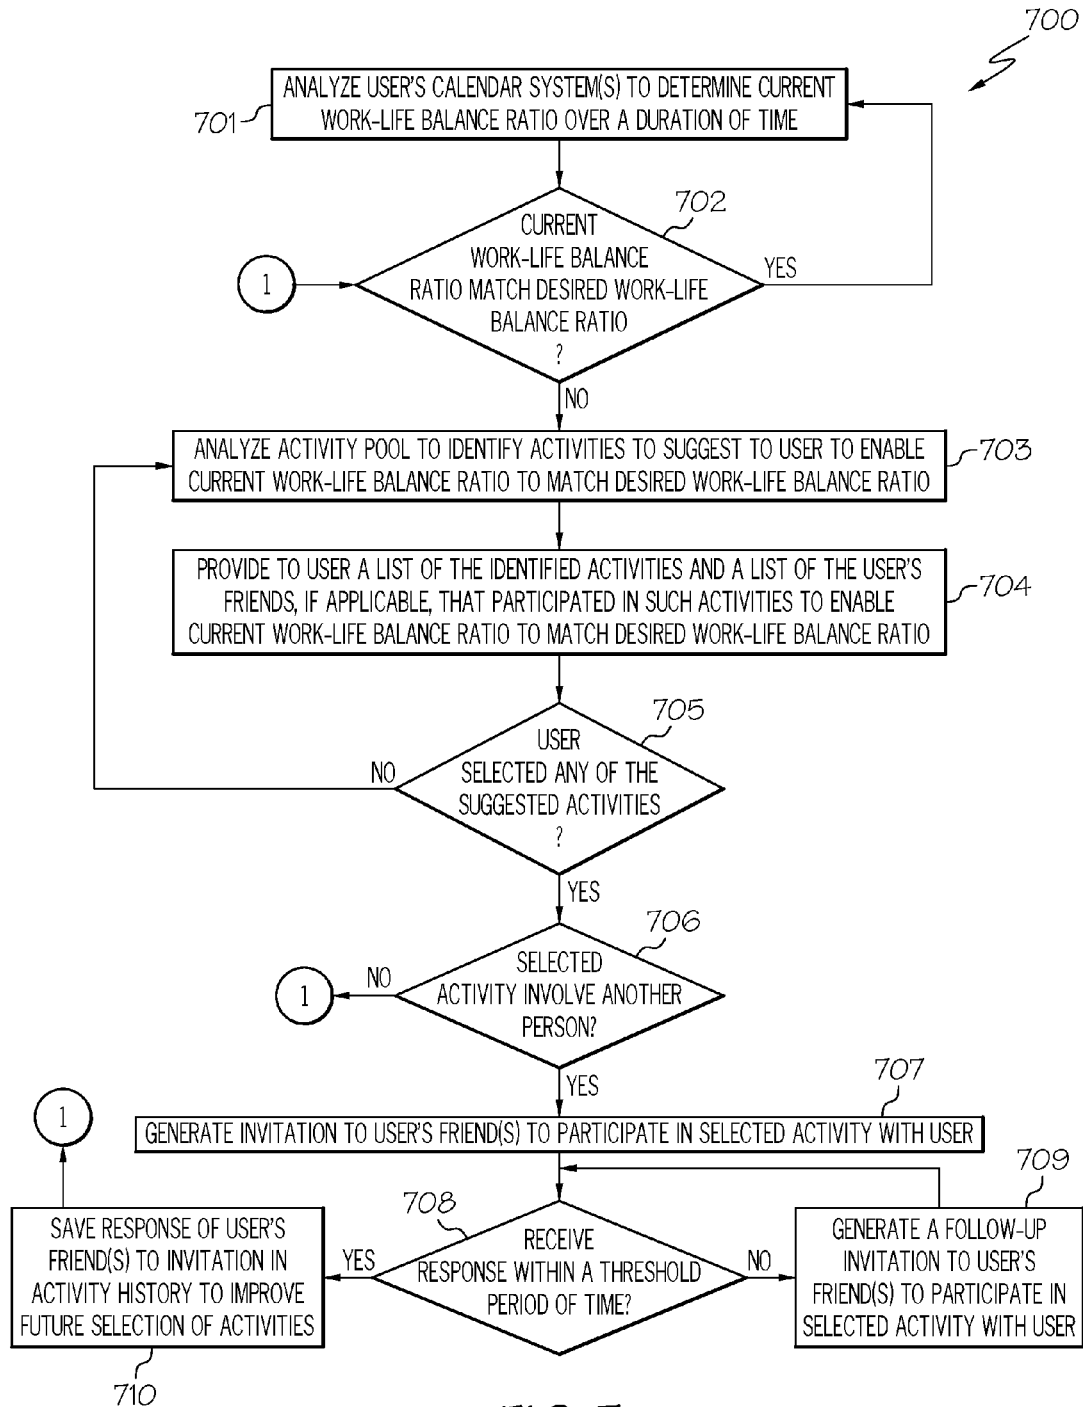 700
ANALYZE USER'S CALENDAR SYSTEM(S) TO DETERMINE CURRENT
WORK-LIFE BALANCE RATIO OVER A DURATION OF TIME
701
702
CURRENT
WORK-LIFE BALANCE
RATIO MATCH DESIRED WORK-LIFE
BALANCE RATIO
?
YES
1
NO
ANALYZE ACTIVITY POOL TO IDENTIFY ACTIVITIES TO SUGGEST TO USER TO ENABLE
CURRENT WORK-LIFE BALANCE RATIO TO MATCH DESIRED WORK-LIFE BALANCE RATIO
703
PROVIDE TO USER A LIST OF THE IDENTIFIED ACTIVITIES AND A LIST OF THE USER'S
FRIENDS, IF APPLICABLE, THAT PARTICIPATED IN SUCH ACTIVITIES TO ENABLE
CURRENT WORK-LIFE BALANCE RATIO TO MATCH DESIRED WORK-LIFE BALANCE RATIO
704
705
USER
SELECTED ANY OF THE
SUGGESTED ACTIVITIES
?
NO
YES
706
SELECTED
ACTIVITY INVOLVE ANOTHER
PERSON?
NO
1
YES
707
1
GENERATE INVITATION TO USER'S FRIEND(S) TO PARTICIPATE IN SELECTED ACTIVITY WITH USER
708
RECEIVE
RESPONSE WITHIN A THRESHOLD
PERIOD OF TIME?
YES
NO
709
GENERATE A FOLLOW-UP
INVITATION TO USER'S
FRIEND(S) TO PARTICIPATE IN
SELECTED ACTIVITY WITH USER
SAVE RESPONSE OF USER'S
FRIEND(S) TO INVITATION IN
ACTIVITY HISTORY TO IMPROVE
FUTURE SELECTION OF ACTIVITIES
710